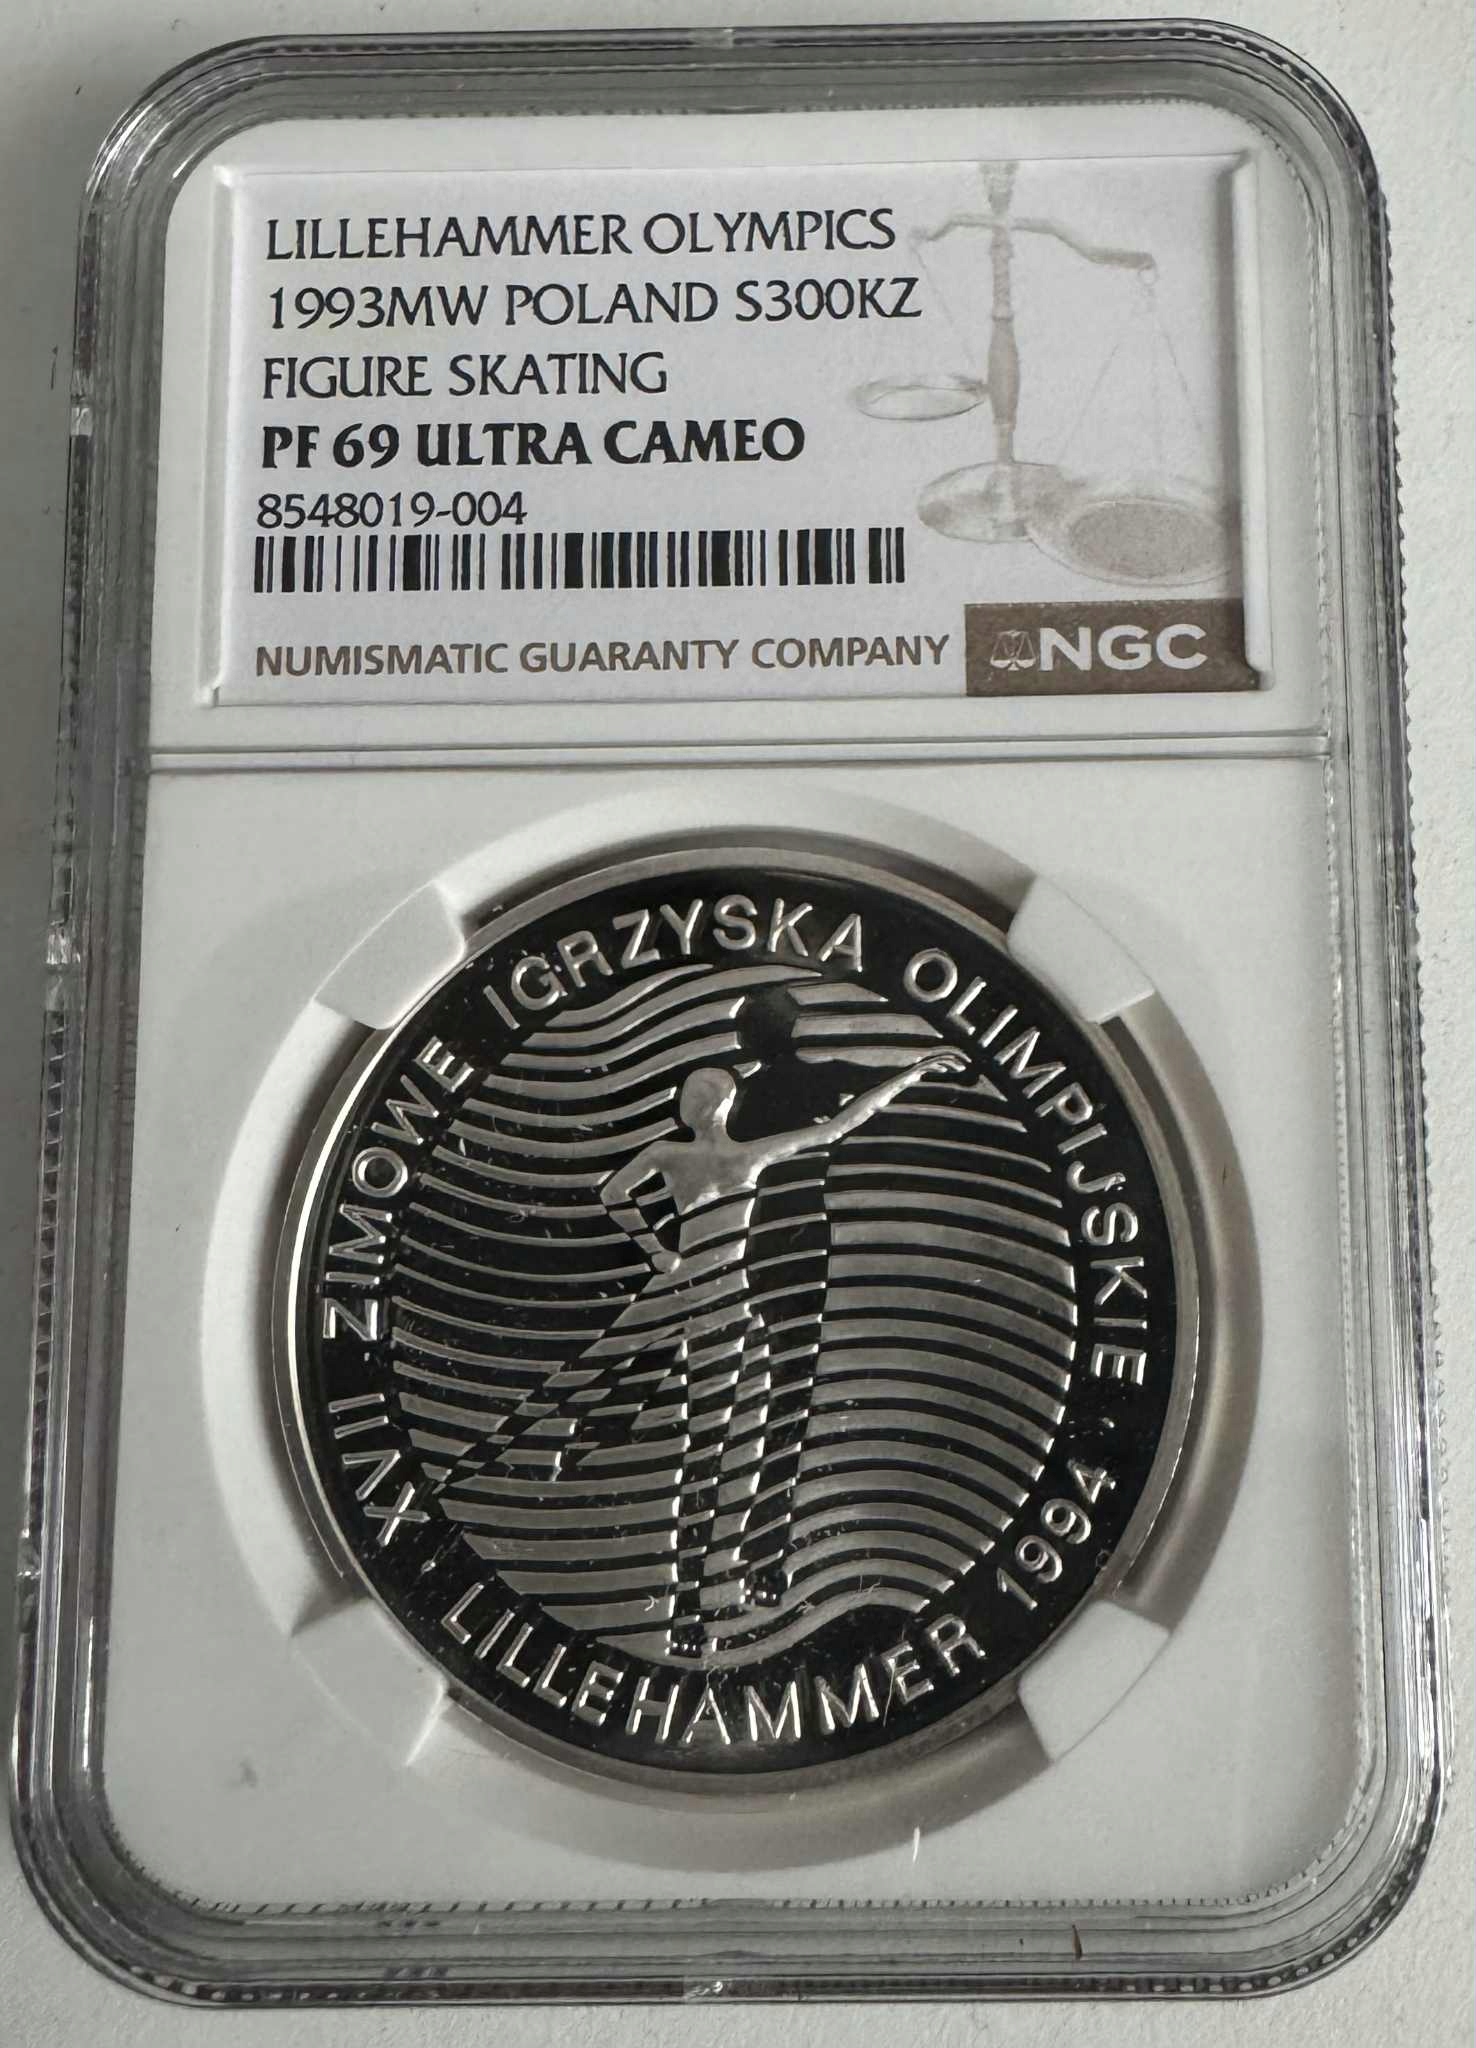 LILLEHAMMER OLYMPICS
1993MW POLAND S300KZ
FIGURE SKATING
PF 69 ULTRA CAMEO
8548019-004
NUMISMATIC GUARANTY COMPANY
NGC
XVII ZIMOWE IGRZYSKA OLIMPIJSKIE
LILLEHAMMER 1994